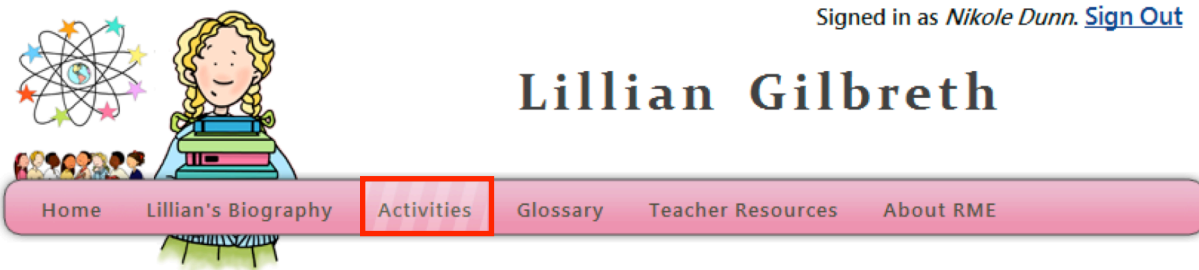 Signed in as Nikole Dunn. Sign Out
Lillian Gilbreth
Home Lillian's Biography Activities Glossary Teacher Resources About RME